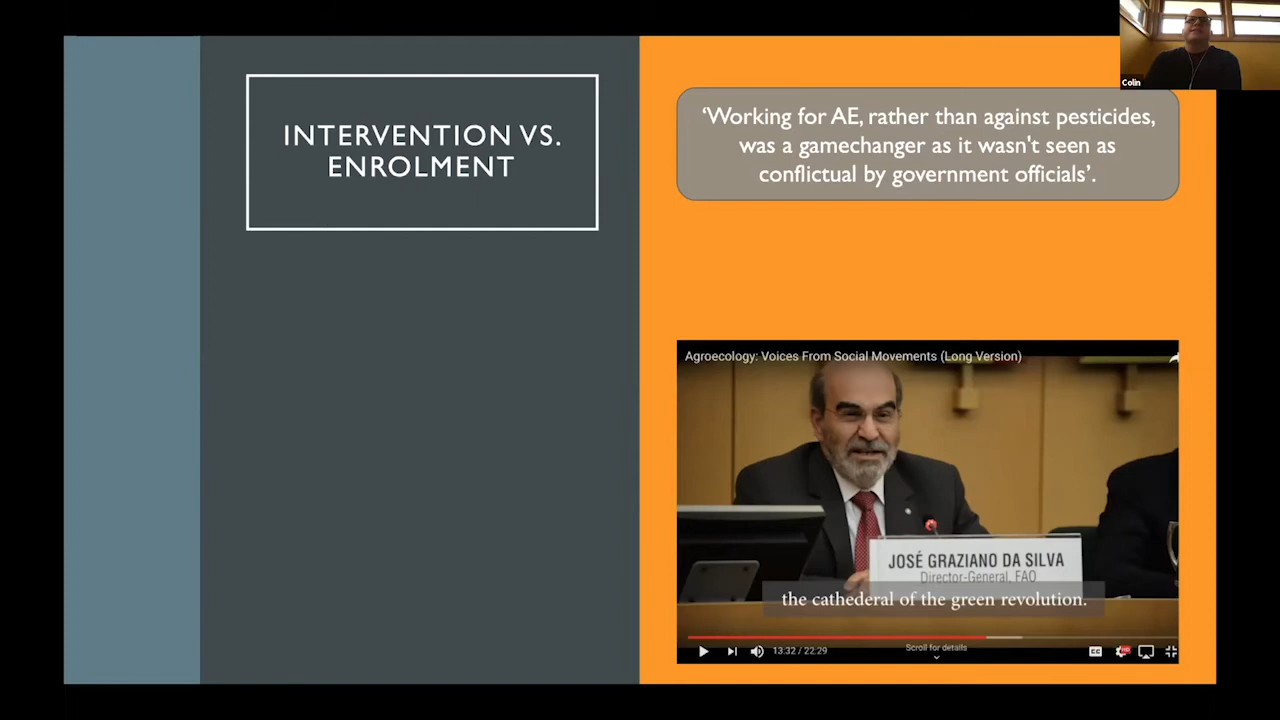 Colin
INTERVENTION VS.
ENROLMENT
‘Working for AE, rather than against pesticides,
was a gamechanger as it wasn't seen as
conflictual by government officials’.
Agroecology: Voices From Social Movements (Long Version)
JOSÉ GRAZIANO DA SILVA
Director-General, FAO
the cathederal of the green revolution.
13:32 / 22:29
Scroll for details
CC
HD